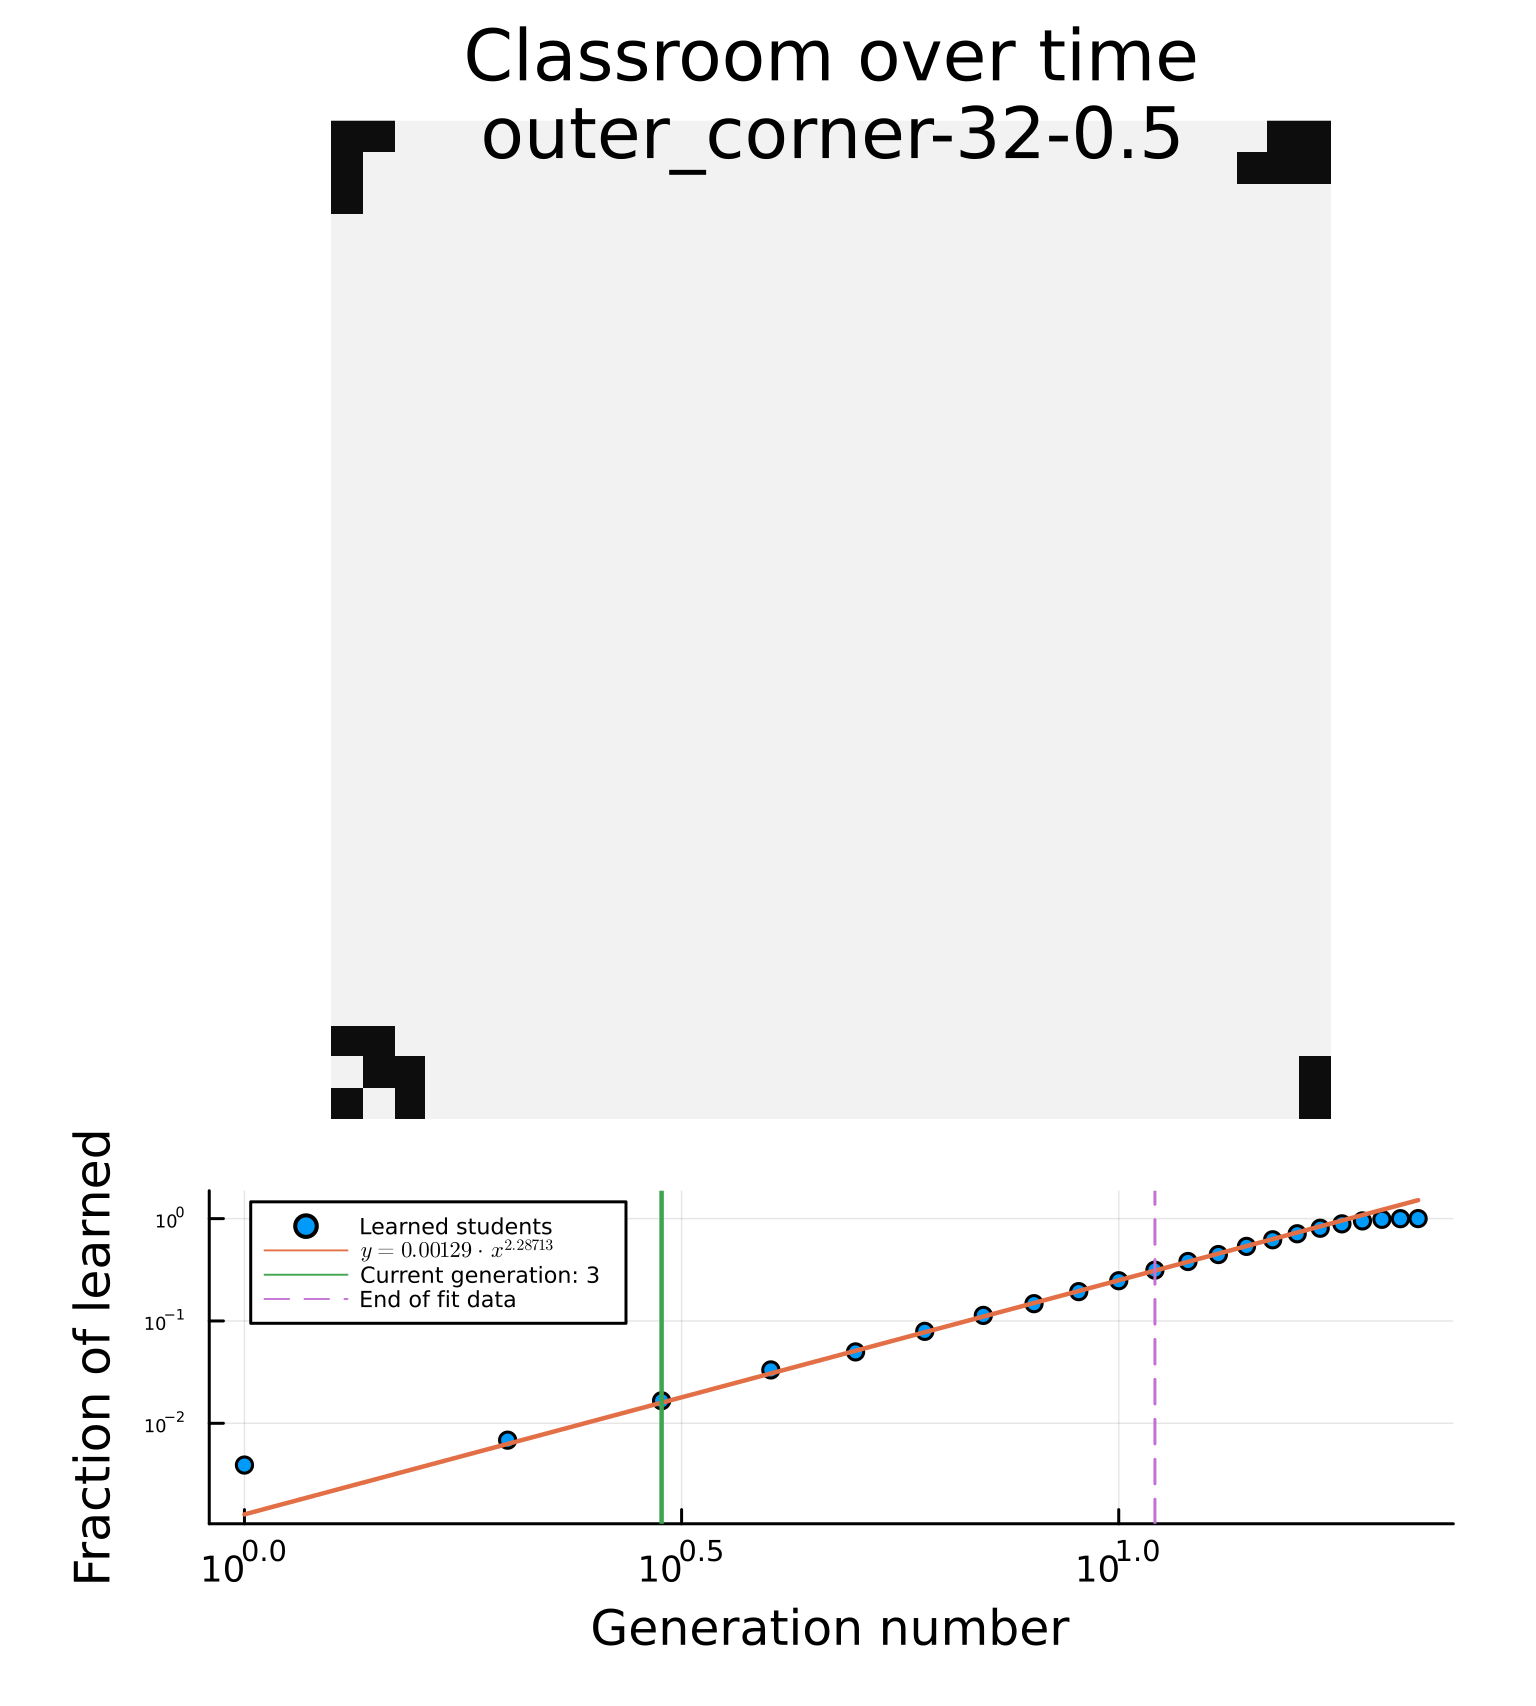 Classroom over time
outer_corner-32-0.5
Fraction of learned
10^0
10^−1
10^−2
Learned students
y = 0.00129 · x^2.28713
Current generation: 3
End of fit data
10^0.0
10^0.5
10^1.0
Generation number